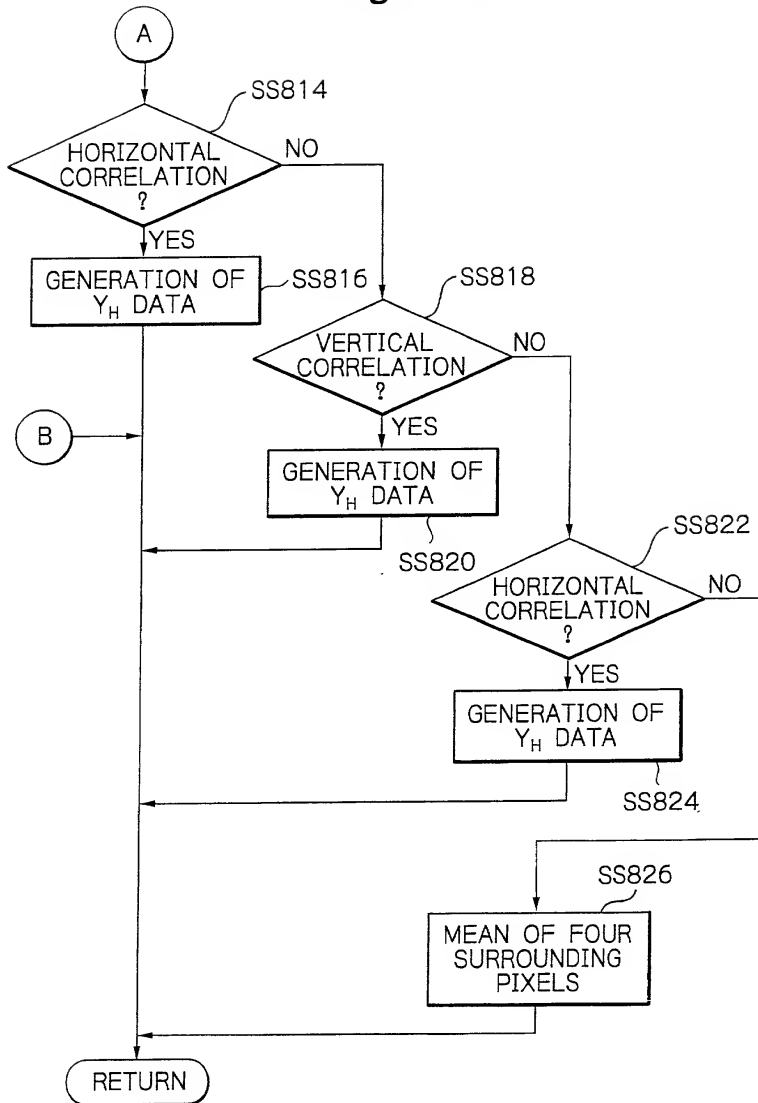 A
SS814
HORIZONTAL
CORRELATION
?
NO
YES
GENERATION OF
Y_H DATA
SS816
SS818
VERTICAL
CORRELATION
?
NO
B
YES
GENERATION OF
Y_H DATA
SS820
SS822
HORIZONTAL
CORRELATION
?
NO
YES
GENERATION OF
Y_H DATA
SS824
SS826
MEAN OF FOUR
SURROUNDING
PIXELS
RETURN